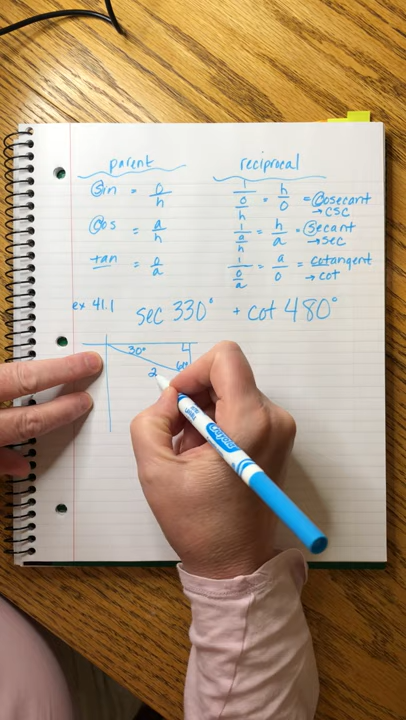 parent reciprocal
Sin = o/h 1/(o/h) = h/o = Cosecant
→ CSC
Cos = a/h 1/(a/h) = h/a = Secant
→ sec
tan = o/a 1/(o/a) = a/o = cotangent
→ cot
ex 41.1 sec 330° + cot 480°
30°
60°
2
Crayola